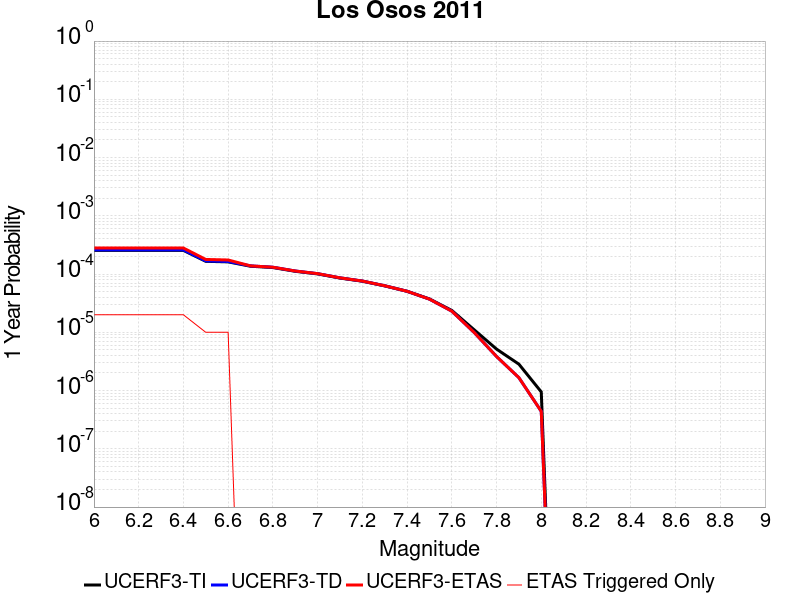 Los Osos 2011
1 Year Probability
10^0
10^-1
10^-2
10^-3
10^-4
10^-5
10^-6
10^-7
10^-8
6 6.2 6.4 6.6 6.8 7 7.2 7.4 7.6 7.8 8 8.2 8.4 8.6 8.8 9
Magnitude
UCERF3-TI UCERF3-TD UCERF3-ETAS ETAS Triggered Only